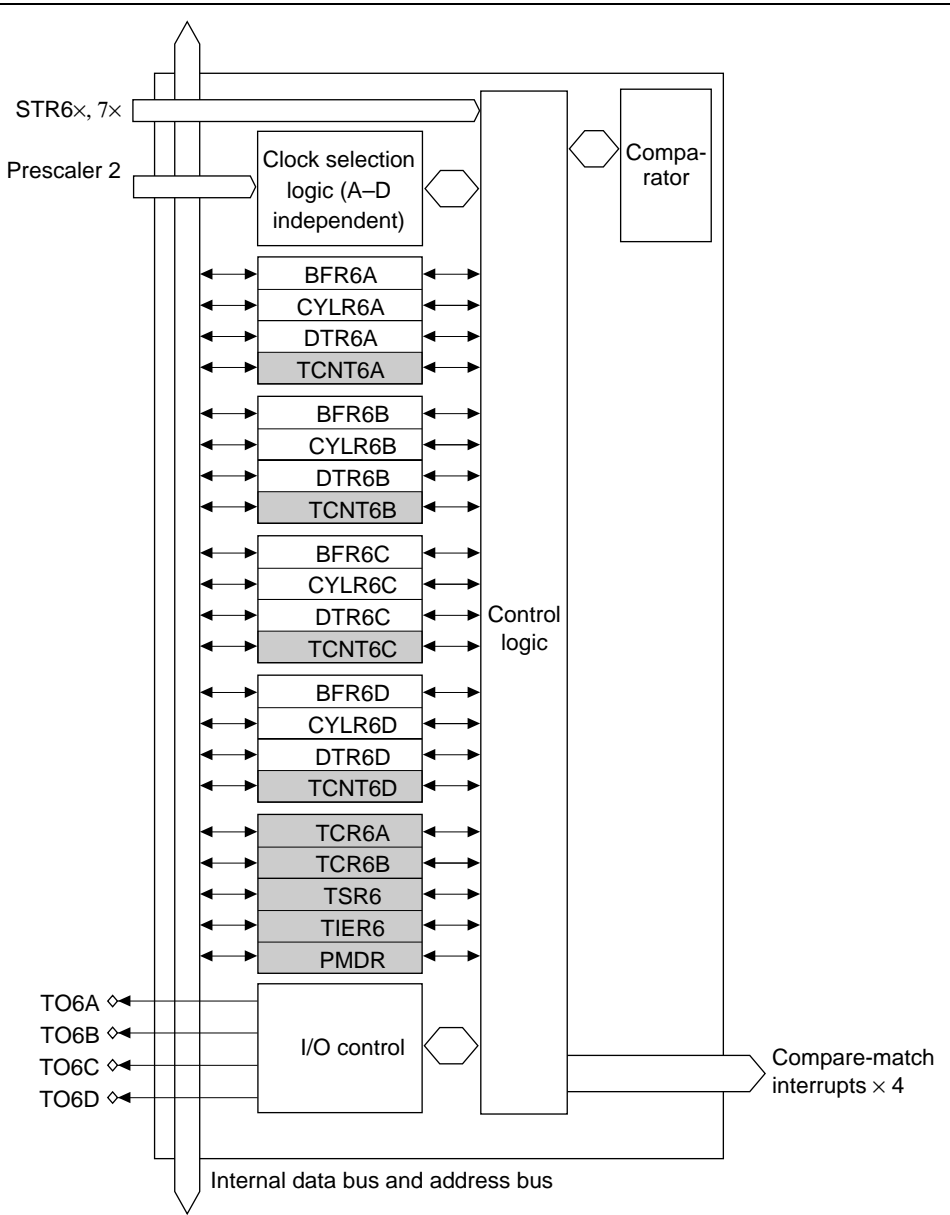 STR6×, 7×
Prescaler 2
Clock selection
logic (A–D
independent)
Compa-
rator
BFR6A
CYLR6A
DTR6A
TCNT6A
BFR6B
CYLR6B
DTR6B
TCNT6B
BFR6C
CYLR6C
DTR6C
TCNT6C
Control
logic
BFR6D
CYLR6D
DTR6D
TCNT6D
TCR6A
TCR6B
TSR6
TIER6
PMDR
TO6A
TO6B
TO6C
TO6D
I/O control
Compare-match
interrupts × 4
Internal data bus and address bus